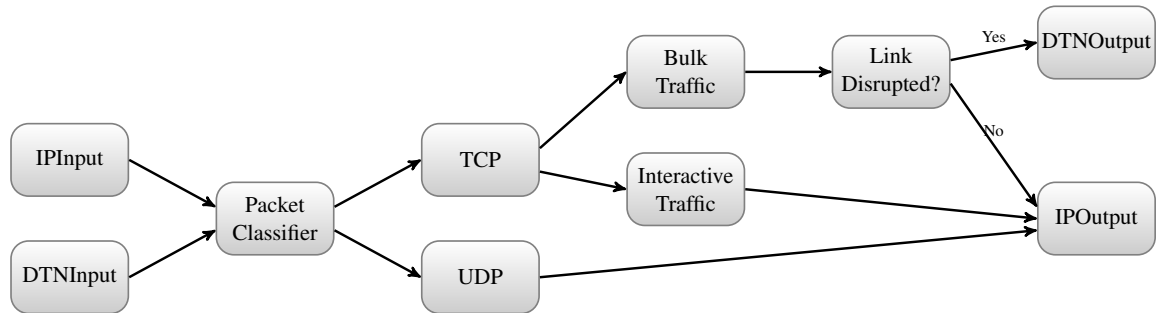 IPInput
DTNInput
Packet
Classifier
TCP
UDP
Bulk
Traffic
Interactive
Traffic
Link
Disrupted?
Yes
No
DTNOutput
IPOutput